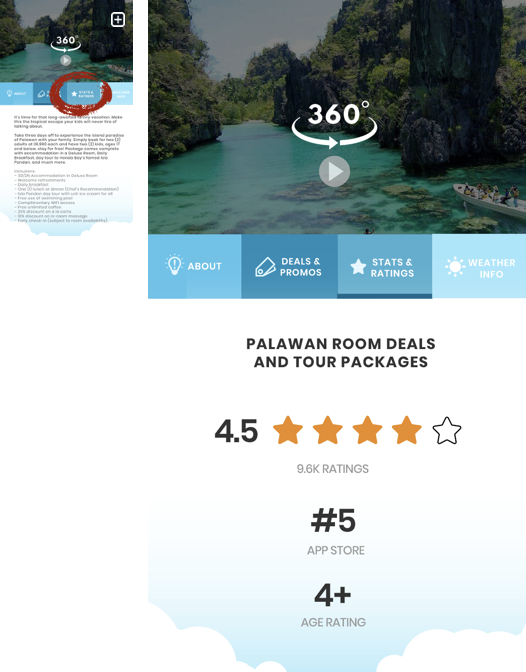 360°
ABOUT
STATS &
RATINGS
It's time for that long-awaited family vacation. Make
this the tropical escape your kids will never tire of
talking about.
Take three days off to experience the island paradise
of Palawan with your family. Simply book for two (2)
adults at 39,980 and have two (2) kids, ages 17
and below, stay for free! Package comes complete
with accommodation in a Deluxe Room, Daily
Breakfast, day tour to Honda Bay's famed Isla
Pandan, and much more.
Inclusions:
- 3D/2N Accommodation in Deluxe Room
- Welcome refreshments
- Daily breakfast
- One (1) lunch or dinner (Chef's Recommendation)
- Isla Pandan day tour with Unli ice cream for all
- Free use of swimming pool
- Complimentary WiFi access
- Free unlimited coffee
- 20% discount on a la carte
- 10% discount on in-room massage
- Early check-in (subject to room availability)
360°
ABOUT
DEALS &
PROMOS
STATS &
RATINGS
WEATHER
INFO
PALAWAN ROOM DEALS
AND TOUR PACKAGES
4.5
9.6K RATINGS
#5
APP STORE
4+
AGE RATING